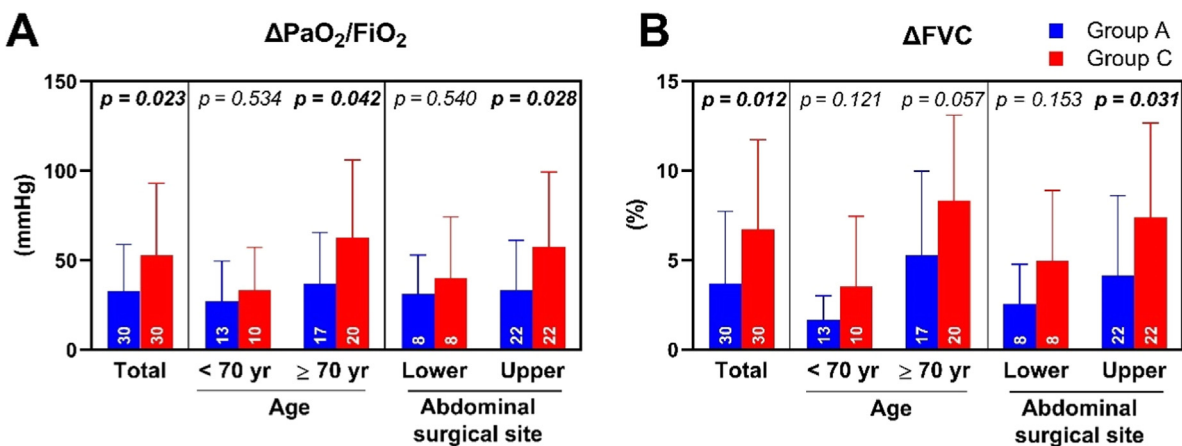 A
ΔPaO₂/FiO₂
B
ΔFVC
Group A
Group C
150
100
50
0
(mmHg)
p = 0.023
p = 0.534
p = 0.042
p = 0.540
p = 0.028
30
30
13
10
17
20
8
8
22
22
Total
< 70 yr
≥ 70 yr
Lower
Upper
Age
Abdominal
surgical site
15
10
5
0
(%)
p = 0.012
p = 0.121
p = 0.057
p = 0.153
p = 0.031
30
30
13
10
17
20
8
8
22
22
Total
< 70 yr
≥ 70 yr
Lower
Upper
Age
Abdominal
surgical site